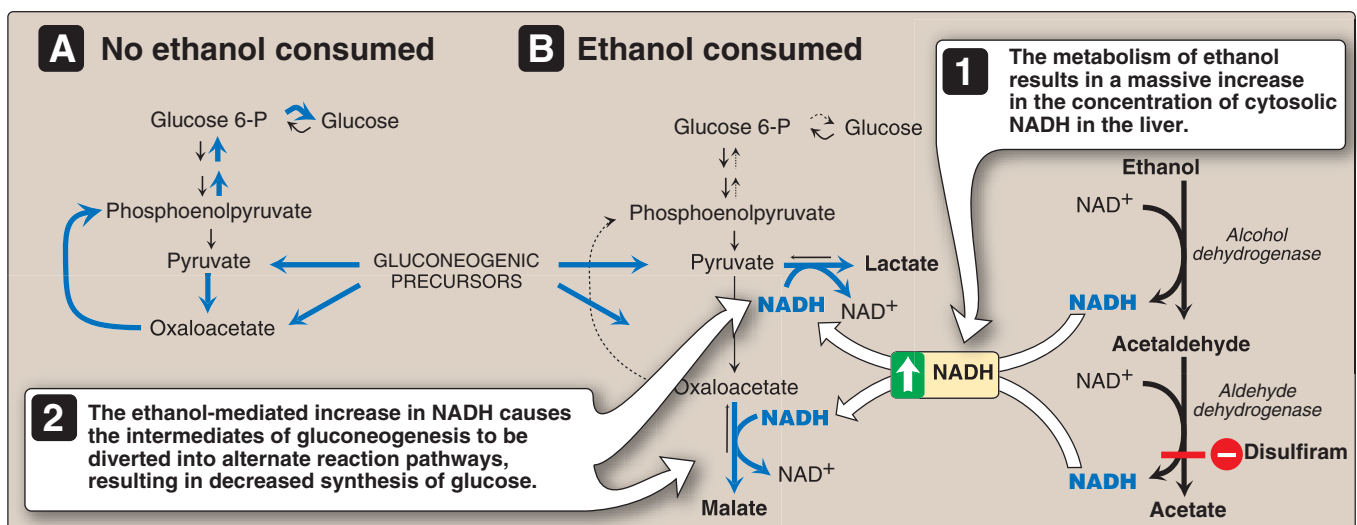 A No ethanol consumed
Glucose 6-P Glucose
Phosphoenolpyruvate
Pyruvate
Oxaloacetate
GLUCONEOGENIC
PRECURSORS
B Ethanol consumed
Glucose 6-P Glucose
Phosphoenolpyruvate
Pyruvate
Lactate
NADH
NAD+
Oxaloacetate
NADH
NAD+
Malate
1 The metabolism of ethanol
results in a massive increase
in the concentration of cytosolic
NADH in the liver.
Ethanol
NAD+
Alcohol
dehydrogenase
NADH
Acetaldehyde
NADH
NAD+
Aldehyde
dehydrogenase
Disulfiram
NADH
Acetate
2 The ethanol-mediated increase in NADH causes
the intermediates of gluconeogenesis to be
diverted into alternate reaction pathways,
resulting in decreased synthesis of glucose.